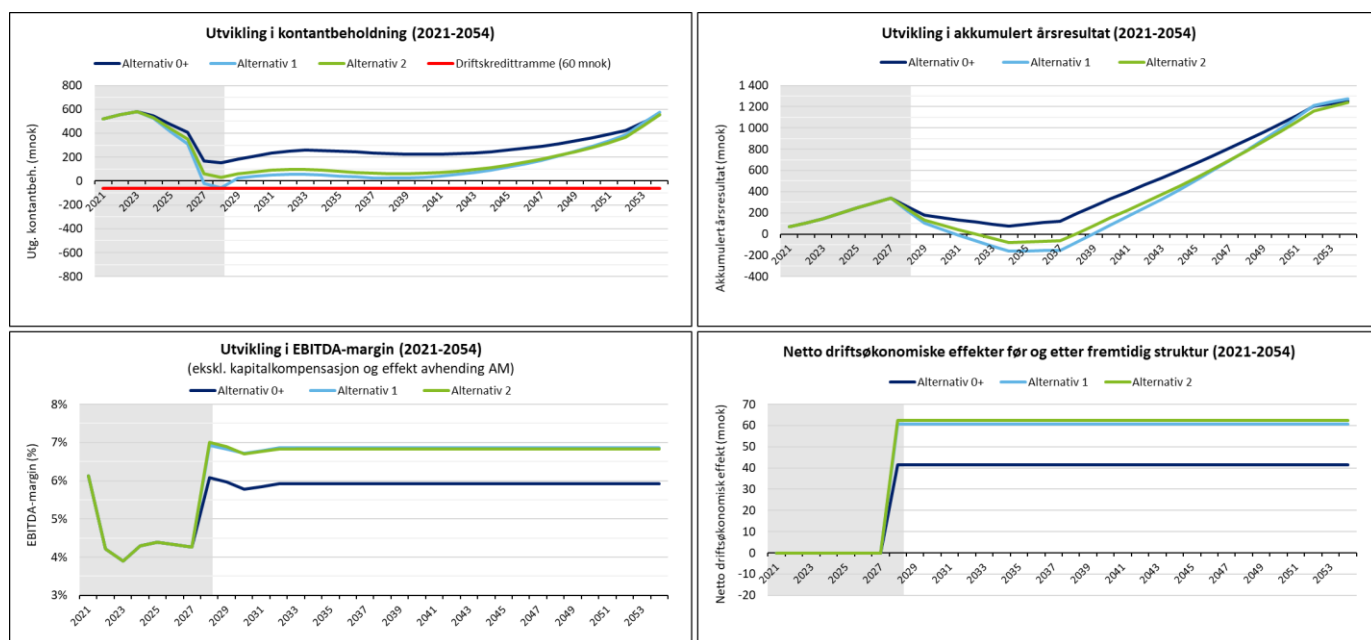 Utvikling i kontantbeholdning (2021-2054)
Alternativ 0+ Alternativ 1 Alternativ 2 Driftskredittramme (60 mnok)
Utg. kontantbeh. (mnok)
800
600
400
200
0
-200
-400
-600
-800
2021 2023 2025 2027 2029 2031 2033 2035 2037 2039 2041 2043 2045 2047 2049 2051 2053
Utvikling i akkumulert årsresultat (2021-2054)
Alternativ 0+ Alternativ 1 Alternativ 2
Akkumulert årsresultat (mnok)
1 400
1 200
1 000
800
600
400
200
0
-200
-400
2021 2023 2025 2027 2029 2031 2033 2035 2037 2039 2041 2043 2045 2047 2049 2051 2053
Utvikling i EBITDA-margin (2021-2054)
(ekskl. kapitalkompensasjon og effekt avhending AM)
Alternativ 0+ Alternativ 1 Alternativ 2
EBITDA-margin (%)
8%
7%
6%
5%
4%
3%
2021 2023 2025 2027 2029 2031 2033 2035 2037 2039 2041 2043 2045 2047 2049 2051 2053
Netto driftsøkonomiske effekter før og etter fremtidig struktur (2021-2054)
Alternativ 0+ Alternativ 1 Alternativ 2
Netto driftsøkonomisk effekt (mnok)
70
60
50
40
30
20
10
0
-10
-20
2021 2023 2025 2027 2029 2031 2033 2035 2037 2039 2041 2043 2045 2047 2049 2051 2053